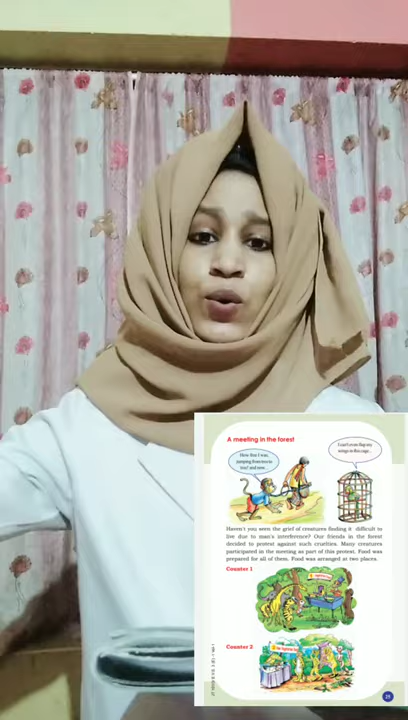 A meeting in the forest
How that I was,
jumping from tree to
tree! and now...
I can't even flap my
wings in this cage...
Haven't you seen the grief of creatures finding it difficult to
live due to man's interference? Our friends in the forest
decided to protest against such cruelties. Many creatures
participated in the meeting as part of this protest. Food was
prepared for all of them. Food was arranged at two places.
Counter 1
Counter 2
25